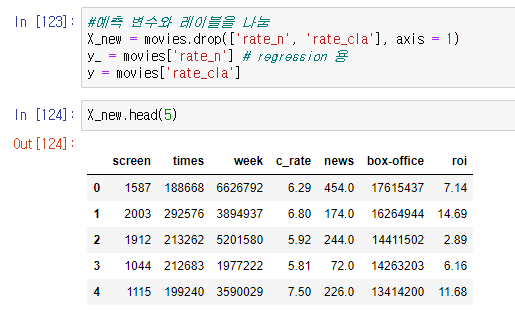 In [123]: #예측 변수와 레이블을 나눔
X_new = movies.drop(['rate_n', 'rate_cla'], axis = 1)
y_ = movies['rate_n'] # regression 용
y = movies['rate_cla']
In [124]: X_new.head(5)
Out[124]:
screen times week c_rate news box-office roi
0 1587 188668 6626792 6.29 454.0 17615437 7.14
1 2003 292576 3894937 6.80 174.0 16264944 14.69
2 1912 213262 5201580 5.92 244.0 14411502 2.89
3 1044 212683 1977222 5.81 72.0 14263203 6.16
4 1115 199240 3590029 7.50 226.0 13414200 11.68